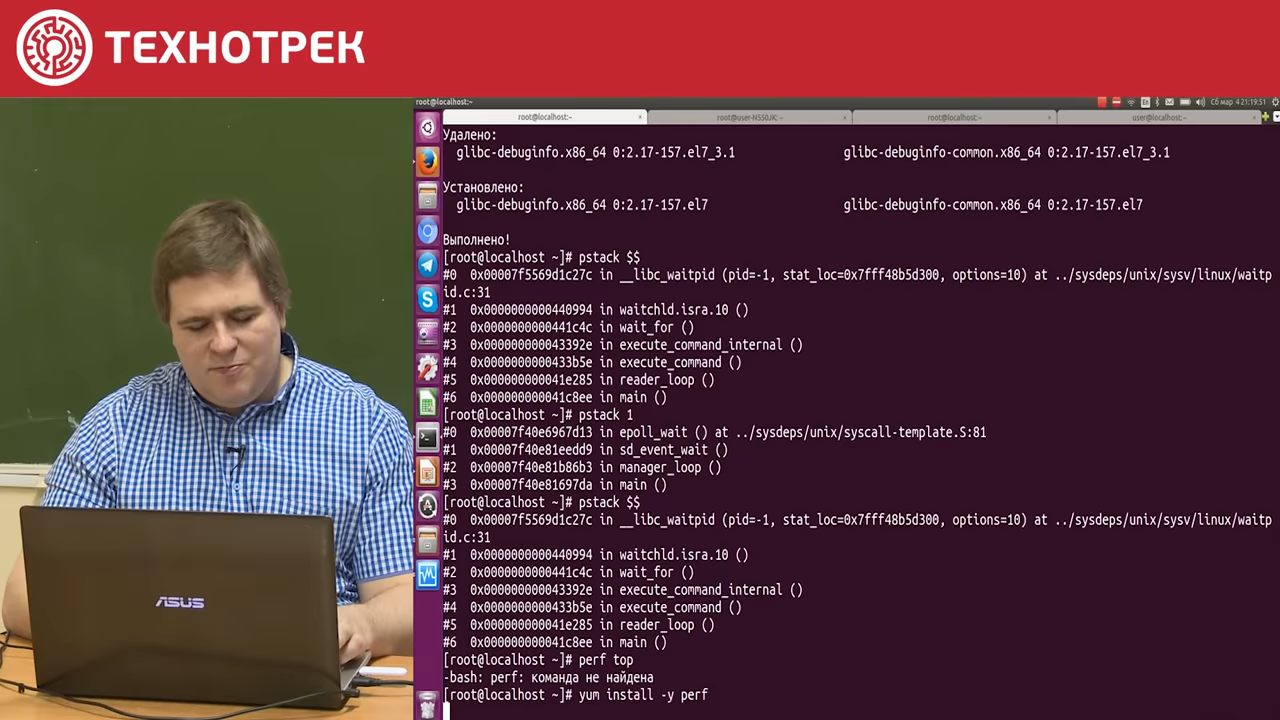 ТЕХНОТРЕК
root@localhost:~
Сб мар 4 21:19:51
root@localhost:~
root@user-N550JK: ~
root@localhost:~
user@localhost:~
Удалено:
glibc-debuginfo.x86_64 0:2.17-157.el7_3.1 glibc-debuginfo-common.x86_64 0:2.17-157.el7_3.1
Установлено:
glibc-debuginfo.x86_64 0:2.17-157.el7 glibc-debuginfo-common.x86_64 0:2.17-157.el7
Выполнено!
[root@localhost ~]# pstack $$
#0 0x00007f5569d1c27c in __libc_waitpid (pid=-1, stat_loc=0x7fff48b5d300, options=10) at ../sysdeps/unix/sysv/linux/waitp
id.c:31
#1 0x0000000000440994 in waitchld.isra.10 ()
#2 0x0000000000441c4c in wait_for ()
#3 0x000000000043392e in execute_command_internal ()
#4 0x0000000000433b5e in execute_command ()
#5 0x000000000041e285 in reader_loop ()
#6 0x000000000041c8ee in main ()
[root@localhost ~]# pstack 1
#0 0x00007f40e6967d13 in epoll_wait () at ../sysdeps/unix/syscall-template.S:81
#1 0x00007f40e81eedd9 in sd_event_wait ()
#2 0x00007f40e81b86b3 in manager_loop ()
#3 0x00007f40e81697da in main ()
[root@localhost ~]# pstack $$
#0 0x00007f5569d1c27c in __libc_waitpid (pid=-1, stat_loc=0x7fff48b5d300, options=10) at ../sysdeps/unix/sysv/linux/waitp
id.c:31
#1 0x0000000000440994 in waitchld.isra.10 ()
#2 0x0000000000441c4c in wait_for ()
#3 0x000000000043392e in execute_command_internal ()
#4 0x0000000000433b5e in execute_command ()
#5 0x000000000041e285 in reader_loop ()
#6 0x000000000041c8ee in main ()
[root@localhost ~]# perf top
-bash: perf: команда не найдена
[root@localhost ~]# yum install -y perf
ASUS